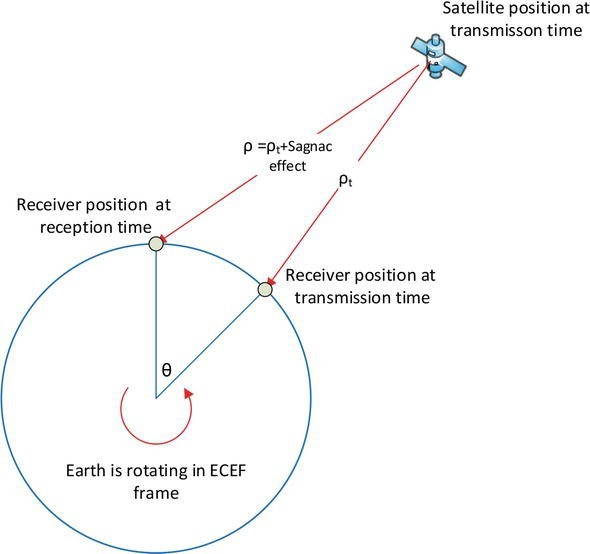 Satellite position at
transmisson time
ρ =ρt+Sagnac
effect
ρt
Receiver position at
reception time
Receiver position at
transmission time
θ
Earth is rotating in ECEF
frame